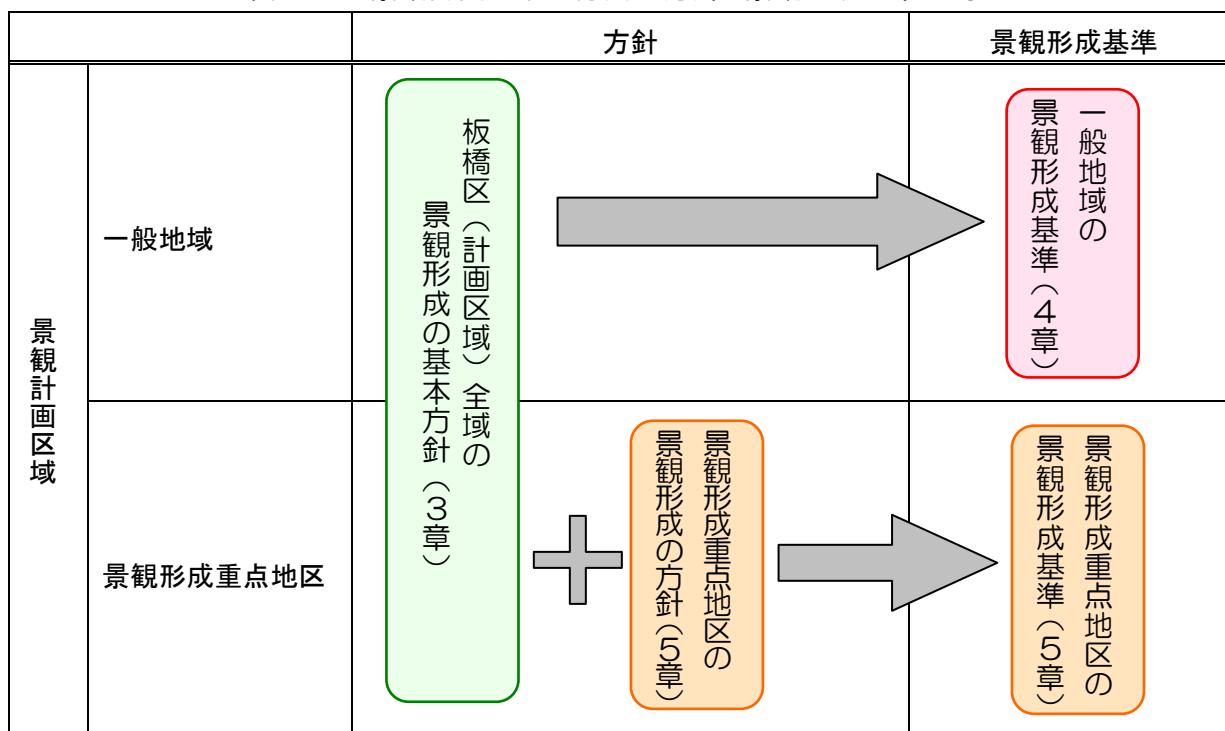 方針
景観形成基準
景観計画区域
一般地域
景観形成重点地区
板橋区（計画区域）全域の
景観形成の基本方針（３章）
一般地域の
景観形成基準（４章）
景観形成重点地区の
景観形成の方針（５章）
景観形成重点地区の
景観形成基準（５章）